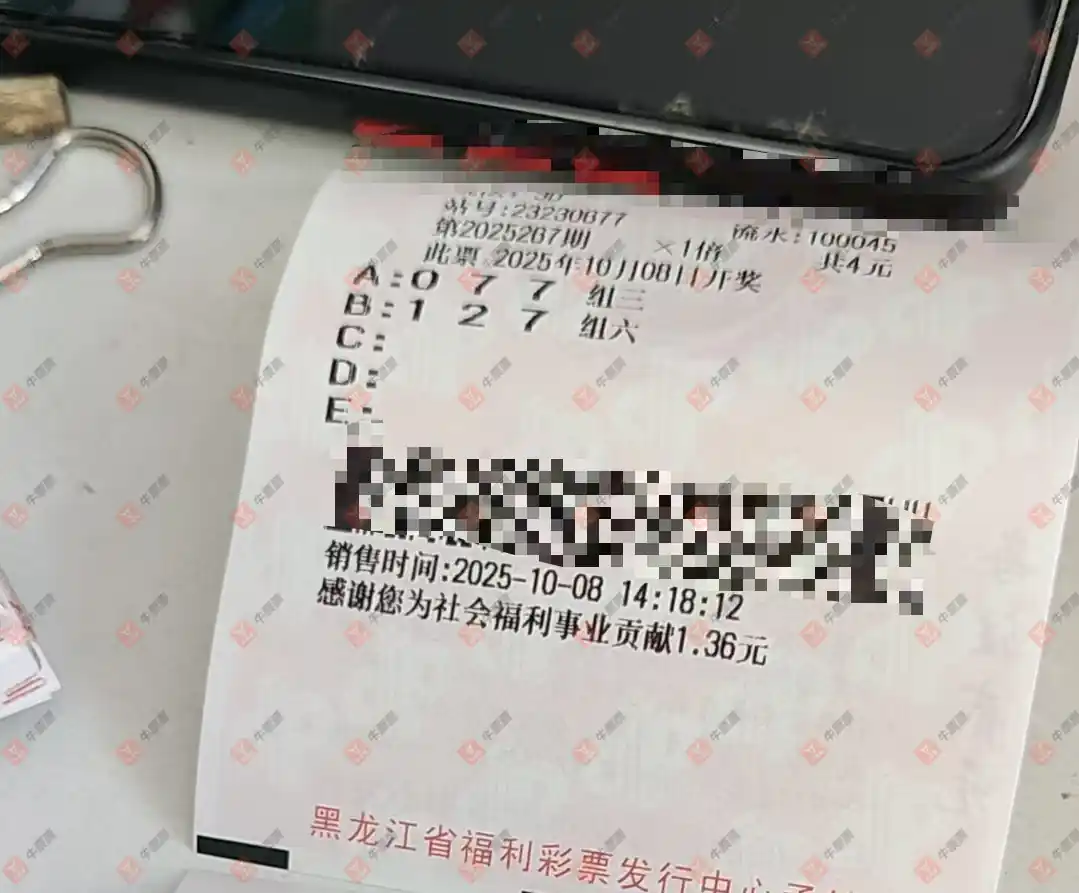 站号:23230677 流水:100045
第2025267期 ×1倍 共4元
此票 2025年10月08日开奖
A:0 7 7 组三
B:1 2 7 组六
C:
D:
E:
销售时间:2025-10-08 14:18:12
感谢您为社会福利事业贡献1.36元
黑龙江省福利彩票发行中心承